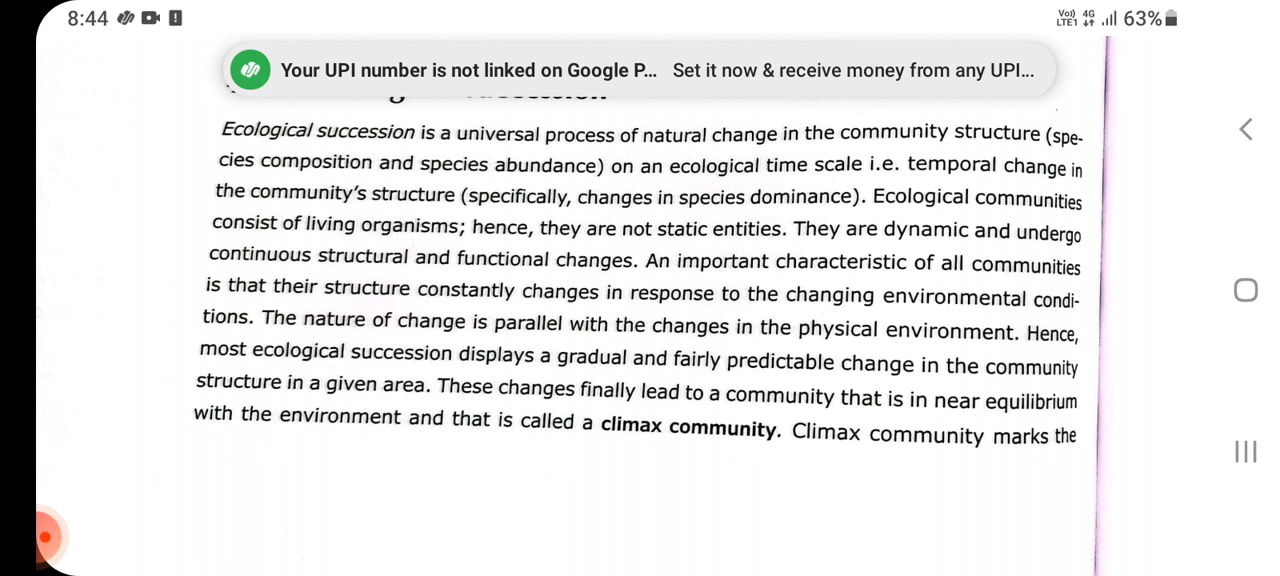 8:44
Vo) 4G
LTE1 63%
Your UPI number is not linked on Google P... Set it now & receive money from any UPI...
Ecological succession is a universal process of natural change in the community structure (spe-
cies composition and species abundance) on an ecological time scale i.e. temporal change in
the community's structure (specifically, changes in species dominance). Ecological communities
consist of living organisms; hence, they are not static entities. They are dynamic and undergo
continuous structural and functional changes. An important characteristic of all communities
is that their structure constantly changes in response to the changing environmental condi-
tions. The nature of change is parallel with the changes in the physical environment. Hence,
most ecological succession displays a gradual and fairly predictable change in the community
structure in a given area. These changes finally lead to a community that is in near equilibrium
with the environment and that is called a climax community. Climax community marks the